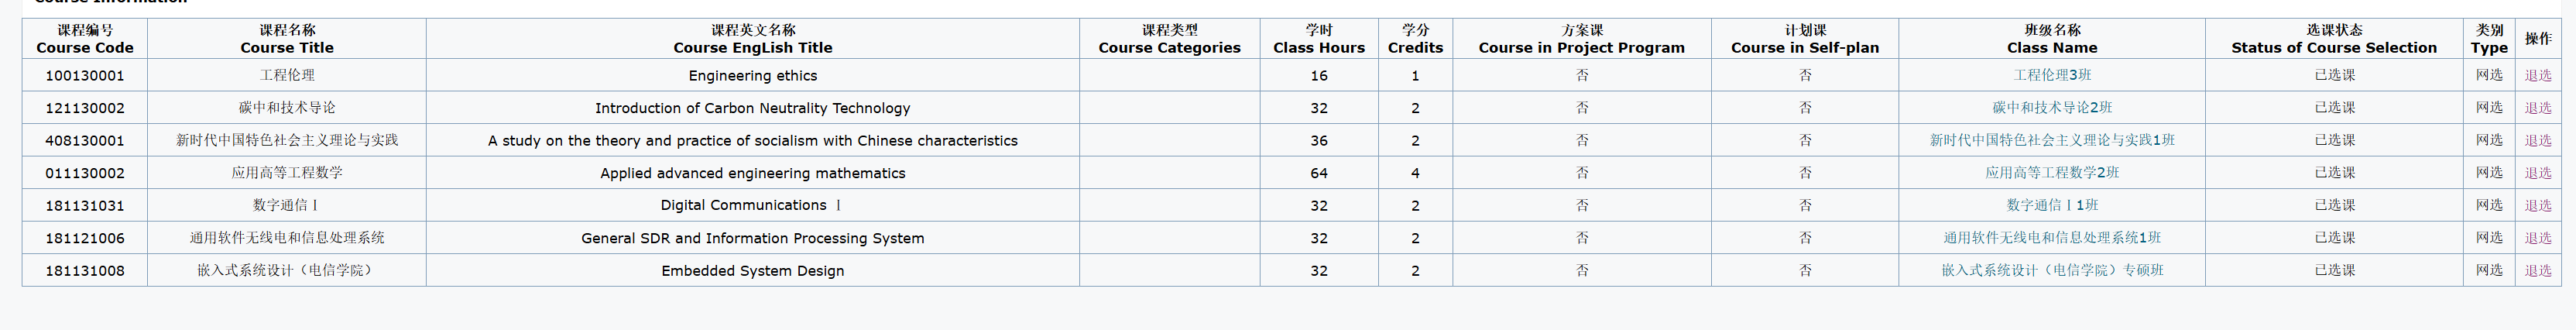 Course Information
课程编号 课程名称 课程英文名称 课程类型 学时 学分 方案课 计划课 班级名称 选课状态 类别 操作
Course Code Course Title Course EngLish Title Course Categories Class Hours Credits Course in Project Program Course in Self-plan Class Name Status of Course Selection Type
100130001 工程伦理 Engineering ethics 16 1 否 否 工程伦理3班 已选课 网选 退选
121130002 碳中和技术导论 Introduction of Carbon Neutrality Technology 32 2 否 否 碳中和技术导论2班 已选课 网选 退选
408130001 新时代中国特色社会主义理论与实践 A study on the theory and practice of socialism with Chinese characteristics 36 2 否 否 新时代中国特色社会主义理论与实践1班 已选课 网选 退选
011130002 应用高等工程数学 Applied advanced engineering mathematics 64 4 否 否 应用高等工程数学2班 已选课 网选 退选
181131031 数字通信Ⅰ Digital Communications Ⅰ 32 2 否 否 数字通信Ⅰ1班 已选课 网选 退选
181121006 通用软件无线电和信息处理系统 General SDR and Information Processing System 32 2 否 否 通用软件无线电和信息处理系统1班 已选课 网选 退选
181131008 嵌入式系统设计（电信学院） Embedded System Design 32 2 否 否 嵌入式系统设计（电信学院）专硕班 已选课 网选 退选